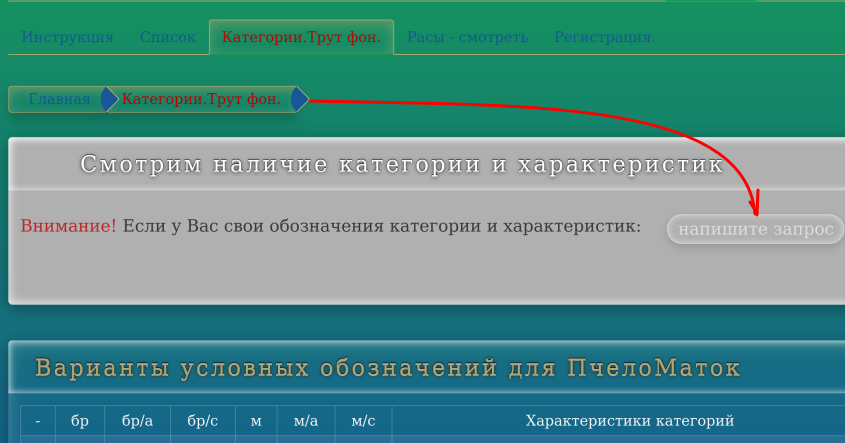 Инструкция Список Категории.Трут фон. Расы - смотреть Регистрация.
Главная Категории.Трут фон.
Смотрим наличие категории и характеристик
Внимание! Если у Вас свои обозначения категории и характеристик: напишите запрос
Варианты условных обозначений для ПчелоМаток
- бр бр/а бр/с м м/а м/с Характеристики категорий